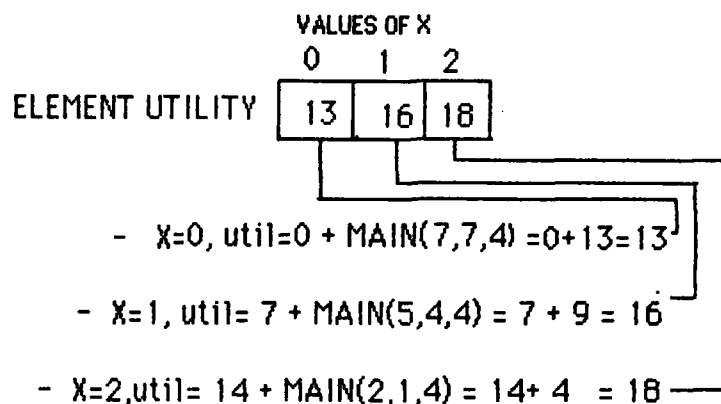 VALUES OF X
0 1 2
ELEMENT UTILITY 13 16 18
- X=0, util=0 + MAIN(7,7,4) =0+13=13
- X=1, util= 7 + MAIN(5,4,4) = 7 + 9 = 16
- X=2,util= 14 + MAIN(2,1,4) = 14+ 4 = 18